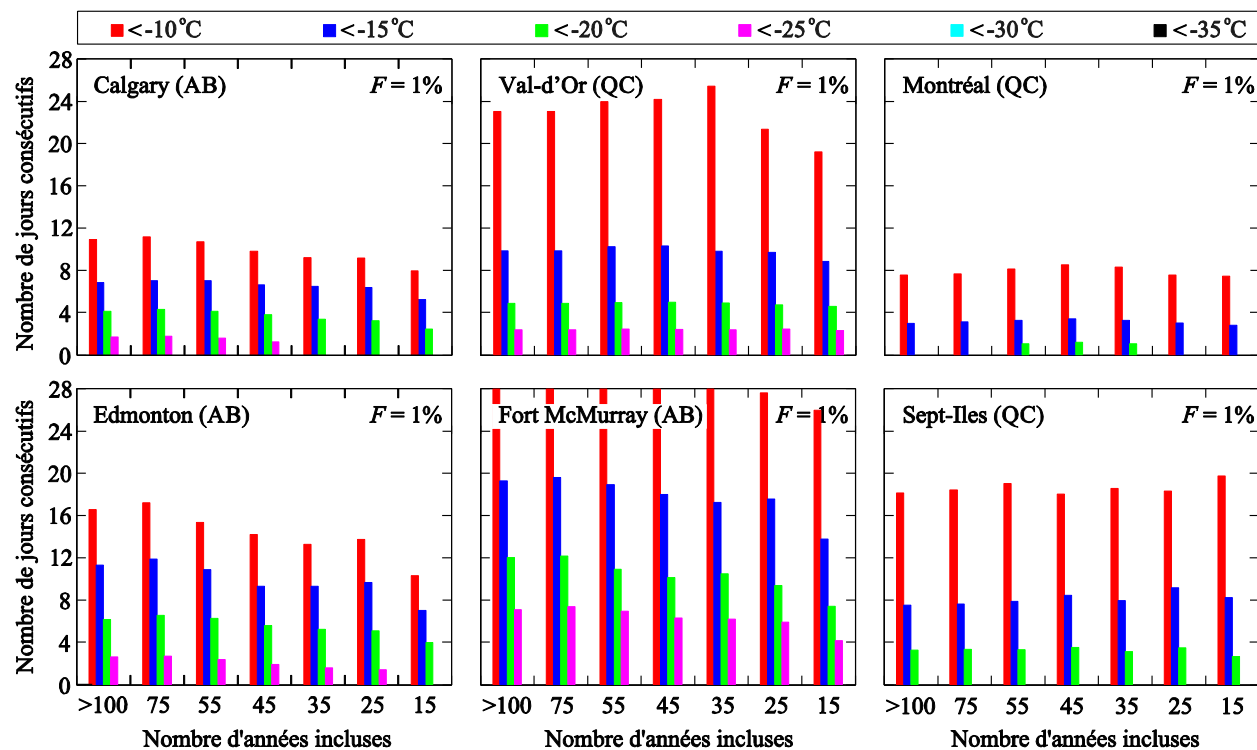 <-10°C <-15°C <-20°C <-25°C <-30°C <-35°C
Nombre de jours consécutifs
28
24
20
16
12
8
4
0
Calgary (AB) F = 1%
Val-d'Or (QC) F = 1%
Montréal (QC) F = 1%
Nombre de jours consécutifs
28
24
20
16
12
8
4
0
Edmonton (AB) F = 1%
Fort McMurray (AB) F = 1%
Sept-Iles (QC) F = 1%
>100 75 55 45 35 25 15
>100 75 55 45 35 25 15
>100 75 55 45 35 25 15
Nombre d'années incluses
Nombre d'années incluses
Nombre d'années incluses